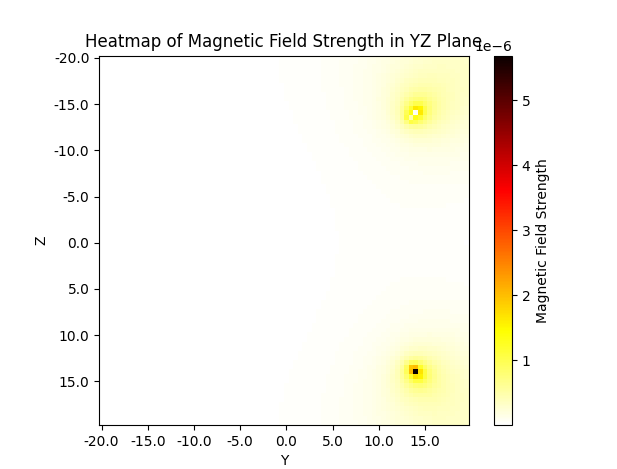 Heatmap of Magnetic Field Strength in YZ Plane
1e−6
-20.0
-15.0
-10.0
-5.0
0.0
5.0
10.0
15.0
Z
-20.0 -15.0 -10.0 -5.0 0.0 5.0 10.0 15.0
Y
5
4
3
2
1
Magnetic Field Strength